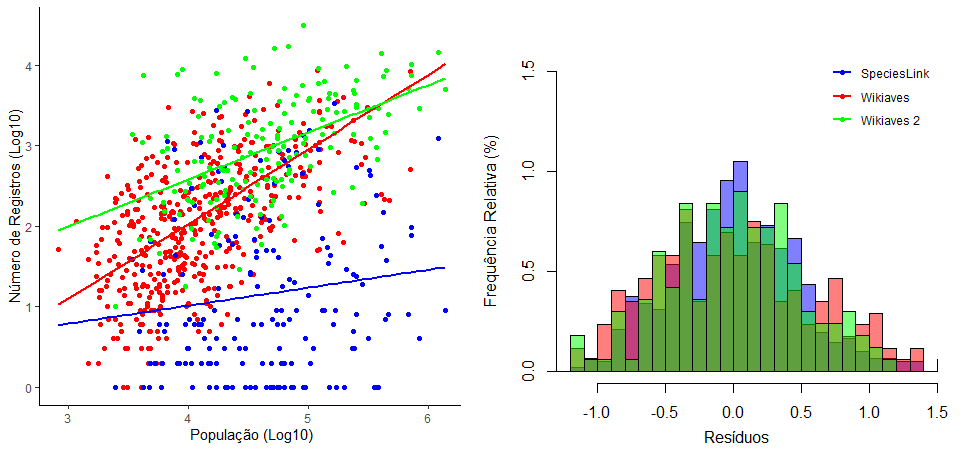 Número de Registros (Log10)
4
3
2
1
0
3 4 5 6
População (Log10)
Frequência Relativa (%)
1.5
1.0
0.5
0.0
-1.0 -0.5 0.0 0.5 1.0 1.5
Resíduos
SpeciesLink
Wikiaves
Wikiaves 2